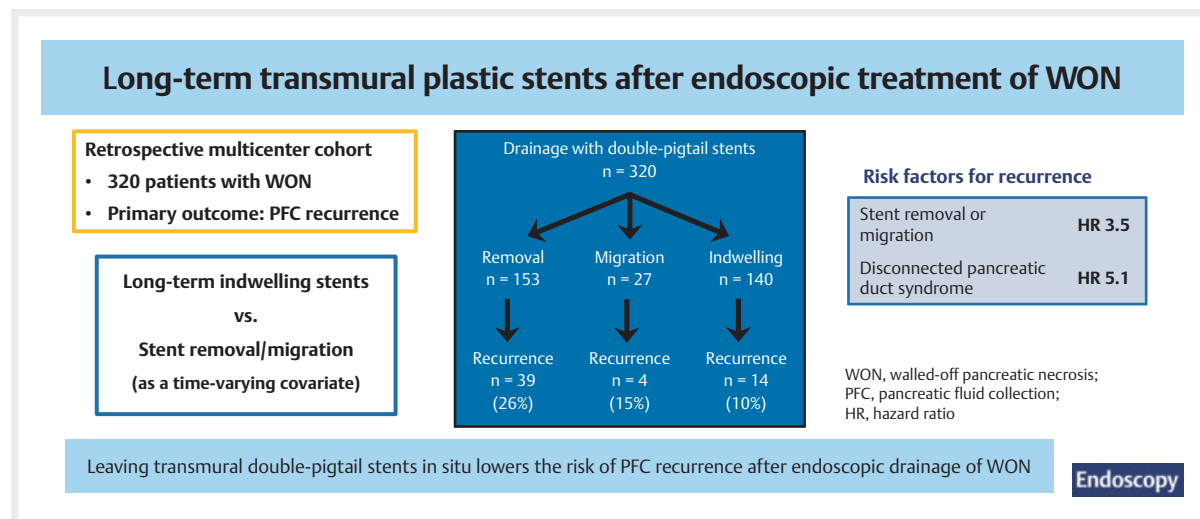 Long-term transmural plastic stents after endoscopic treatment of WON
Retrospective multicenter cohort
• 320 patients with WON
• Primary outcome: PFC recurrence
Long-term indwelling stents
vs.
Stent removal/migration
(as a time-varying covariate)
Drainage with double-pigtail stents
n = 320
Removal
n = 153
Migration
n = 27
Indwelling
n = 140
Recurrence
n = 39
(26%)
Recurrence
n = 4
(15%)
Recurrence
n = 14
(10%)
Risk factors for recurrence
Stent removal or
migration
HR 3.5
Disconnected pancreatic
duct syndrome
HR 5.1
WON, walled-off pancreatic necrosis;
PFC, pancreatic fluid collection;
HR, hazard ratio
Leaving transmural double-pigtail stents in situ lowers the risk of PFC recurrence after endoscopic drainage of WON
Endoscopy